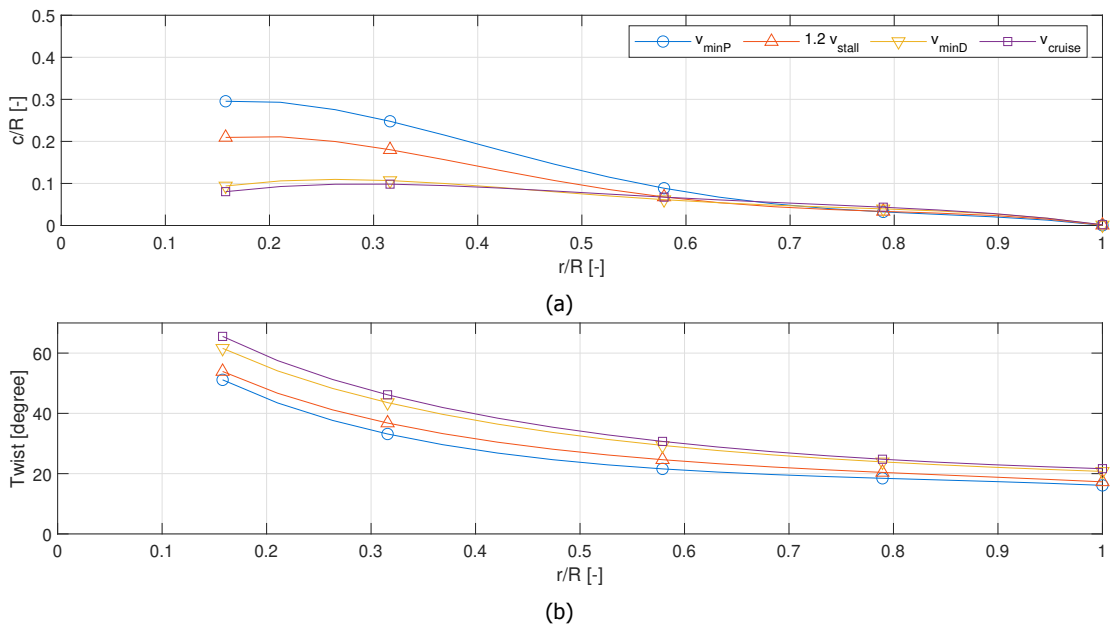 0.5
0.4
0.3
0.2
0.1
0
c/R [-]
v_minP 1.2 v_stall v_minD v_cruise
0 0.1 0.2 0.3 0.4 0.5 0.6 0.7 0.8 0.9 1
r/R [-]
(a)
60
40
20
0
Twist [degree]
0 0.1 0.2 0.3 0.4 0.5 0.6 0.7 0.8 0.9 1
r/R [-]
(b)